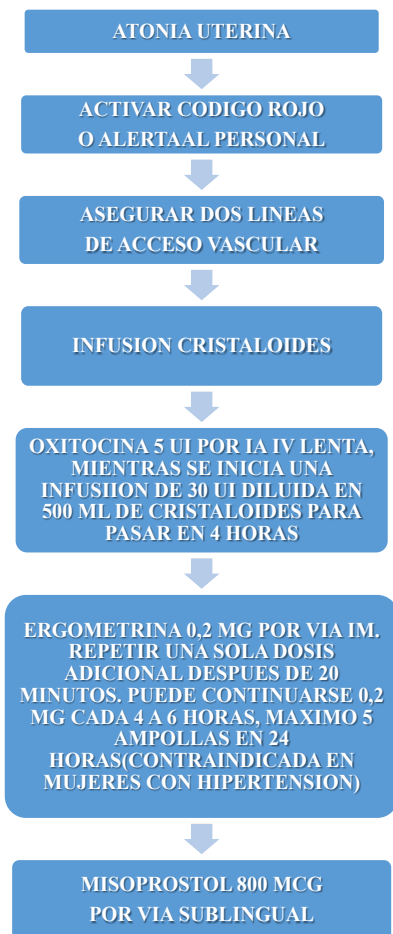 ATONIA UTERINA
ACTIVAR CODIGO ROJO
O ALERTAAL PERSONAL
ASEGURAR DOS LINEAS
DE ACCESO VASCULAR
INFUSION CRISTALOIDES
OXITOCINA 5 UI POR IA IV LENTA,
MIENTRAS SE INICIA UNA
INFUSIION DE 30 UI DILUIDA EN
500 ML DE CRISTALOIDES PARA
PASAR EN 4 HORAS
ERGOMETRINA 0,2 MG POR VIA IM.
REPETIR UNA SOLA DOSIS
ADICIONAL DESPUES DE 20
MINUTOS. PUEDE CONTINUARSE 0,2
MG CADA 4 A 6 HORAS, MAXIMO 5
AMPOLLAS EN 24
HORAS(CONTRAINDICADA EN
MUJERES CON HIPERTENSION)
MISOPROSTOL 800 MCG
POR VIA SUBLINGUAL